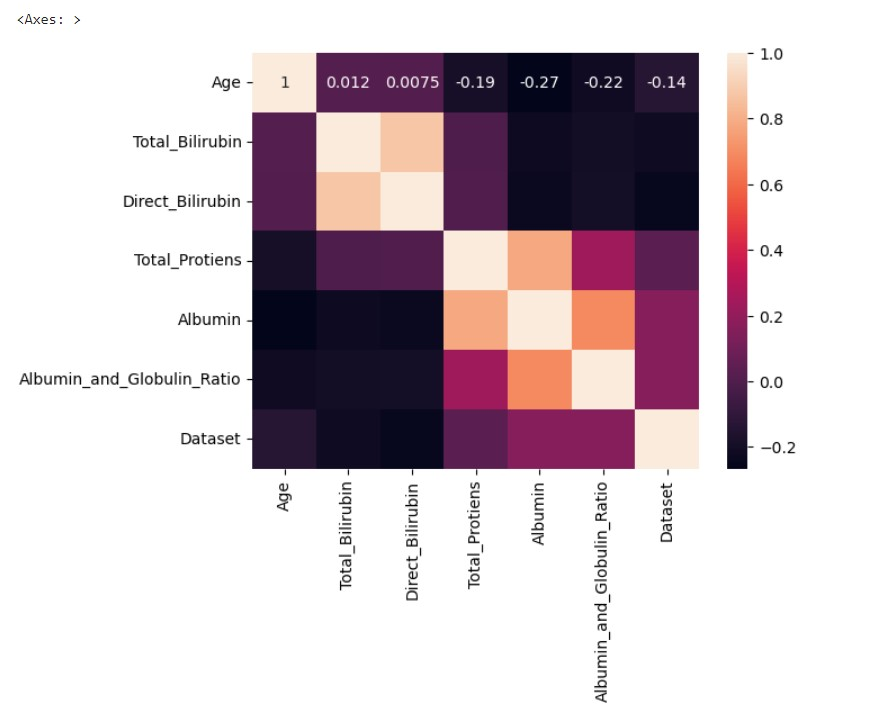 <Axes: >
Age 1 0.012 0.0075 -0.19 -0.27 -0.22 -0.14
Total_Bilirubin
Direct_Bilirubin
Total_Protiens
Albumin
Albumin_and_Globulin_Ratio
Dataset
Age
Total_Bilirubin
Direct_Bilirubin
Total_Protiens
Albumin
Albumin_and_Globulin_Ratio
Dataset
1.0
0.8
0.6
0.4
0.2
0.0
−0.2